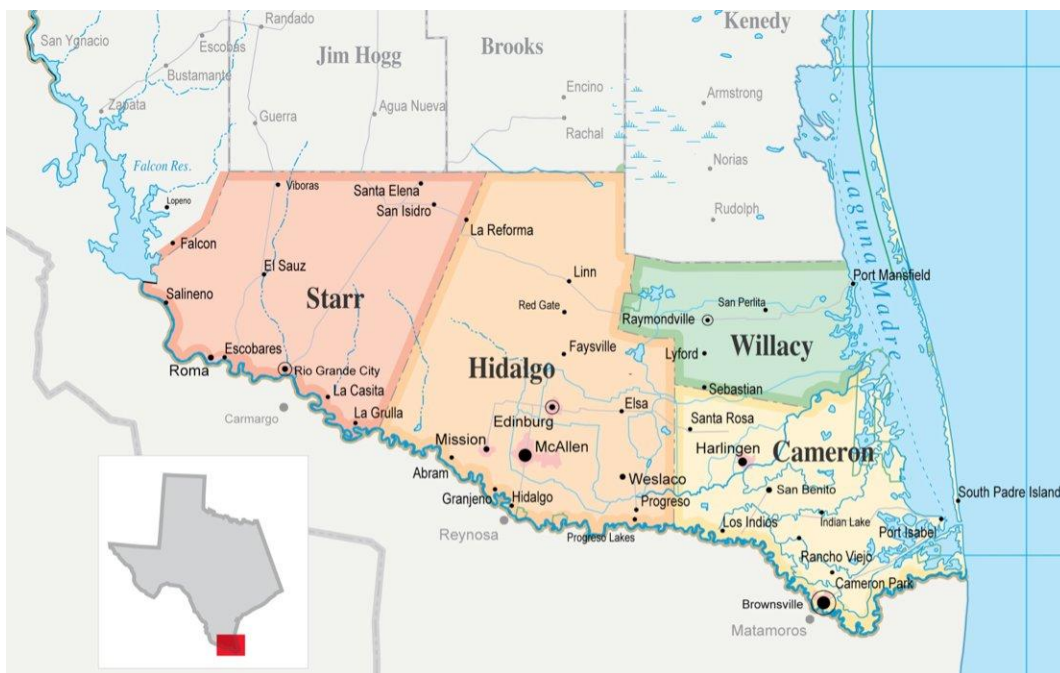 San Ygnacio
Randado
Escobas
Bustamante
Zapata
Jim Hogg
Brooks
Kenedy
Guerra
Agua Nueva
Encino
Rachal
Armstrong
Norias
Rudolph
Falcon Res.
Lopeno
Viboras
Santa Elena
San Isidro
La Reforma
Falcon
El Sauz
Salineno
Starr
Linn
Red Gate
Port Mansfield
San Perlita
Raymondville
Laguna Madre
Willacy
Escobares
Roma
Rio Grande City
Faysville
Lyford
Hidalgo
Sebastian
La Casita
Camargo
La Grulla
Edinburg
Elsa
Santa Rosa
Mission
McAllen
Harlingen
Cameron
Abram
Weslaco
Granjeno
Hidalgo
San Benito
South Padre Island
Progreso
Reynosa
Progreso Lakes
Los Indios
Indian Lake
Port Isabel
Rancho Viejo
Cameron Park
Brownsville
Matamoros